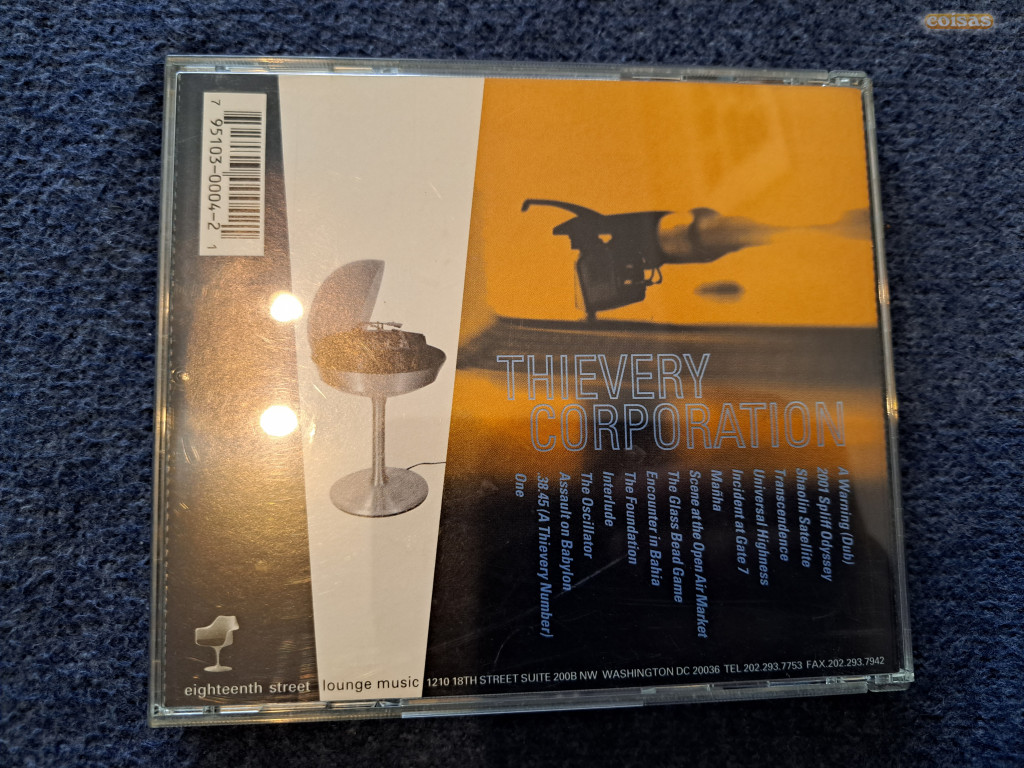 coisas
7 95103-0004-2 1
THIEVERY
CORPORATION
A Warning (Dub)
2001 Spliff Odyssey
Shaolin Satellite
Transcendence
Universal Highness
Incident at Gate 7
Mañha
Scene at the Open Air Market
The Glass Bead Game
Encounter in Bahia
The Foundation
Interlude
The Oscillator
Assault on Babylon
.38.45 (A Thievery Number)
One
eighteenth street lounge music 1210 18TH STREET SUITE 200B NW WASHINGTON DC 20036 TEL 202.293.7753 FAX.202.293.7942